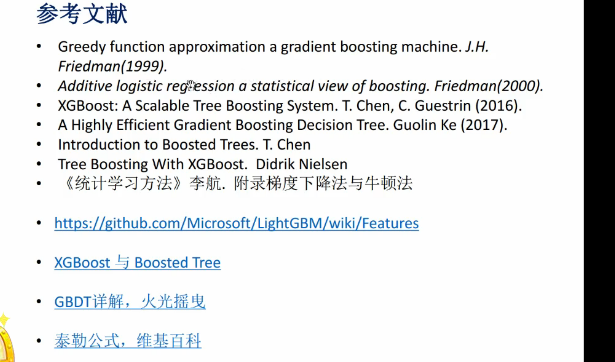 参考文献
• Greedy function approximation a gradient boosting machine. J.H.
Friedman(1999).
• Additive logistic regression a statistical view of boosting. Friedman(2000).
• XGBoost: A Scalable Tree Boosting System. T. Chen, C. Guestrin (2016).
• A Highly Efficient Gradient Boosting Decision Tree. Guolin Ke (2017).
• Introduction to Boosted Trees. T. Chen
• Tree Boosting With XGBoost. Didrik Nielsen
• 《统计学习方法》李航. 附录梯度下降法与牛顿法
• https://github.com/Microsoft/LightGBM/wiki/Features
• XGBoost 与 Boosted Tree
• GBDT详解，火光摇曳
• 泰勒公式，维基百科